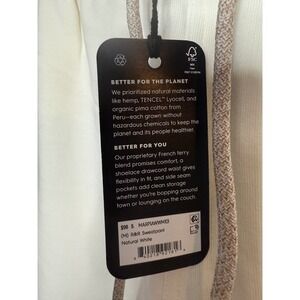 FSC
BETTER FOR THE PLANET
We prioritized natural materials
like hemp, TENCEL™ Lyocell, and
organic pima cotton from
Peru—each grown without
hazardous chemicals to keep the
planet and its people healthier.
BETTER FOR YOU
Our proprietary French terry
blend promises comfort, a
shoelace drawcord waist gives
flexibility in fit, and side seam
pockets add clean storage
whether you're bopping around
town or lounging on the couch.
$98 S
(M) R&R Sweatpant
Natural White